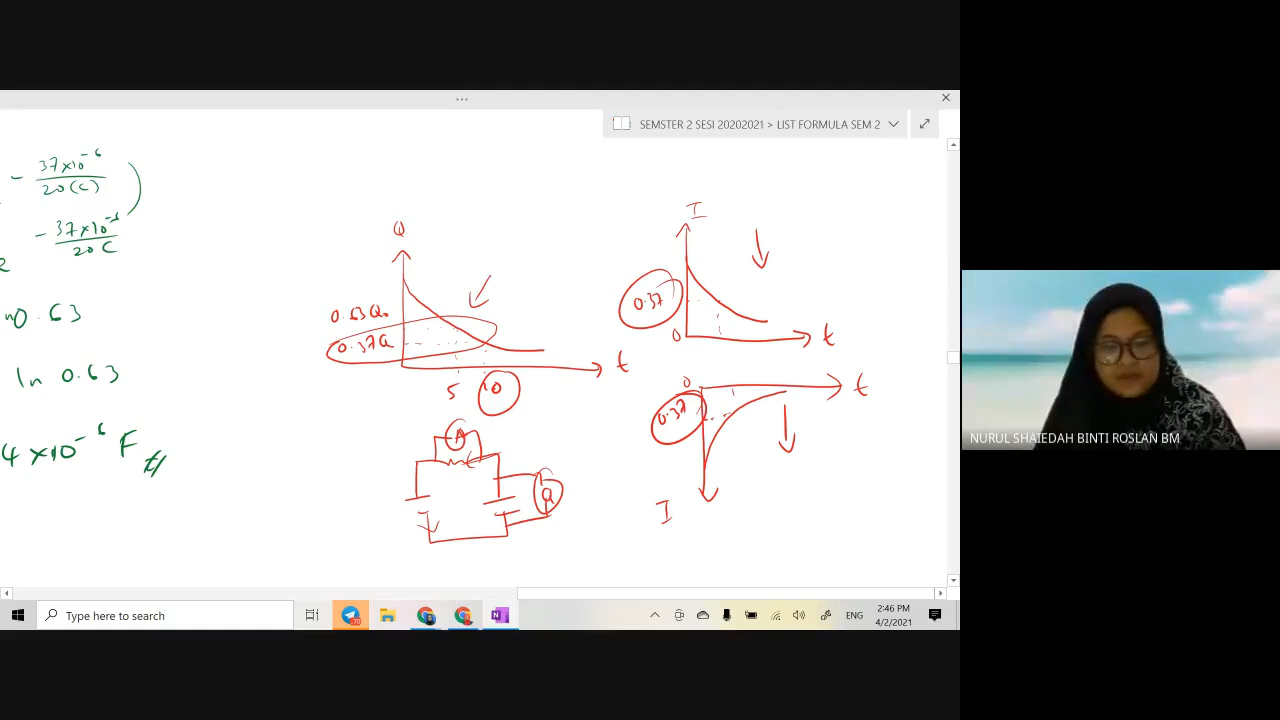 SEMSTER 2 SESI 20202021 > LIST FORMULA SEM 2
- 37×10⁻⁶
20(C)
- 37×10⁻⁶
20C
0.63
ln 0.63
4×10⁻⁶ F
Q
0.63Q₀
0.37Q
t
5
10
A
Q
I
0.37
0
t
0
0.37
t
I
NURUL SHAIEDAH BINTI ROSLAN BM
Type here to search
ENG
2:46 PM
4/2/2021